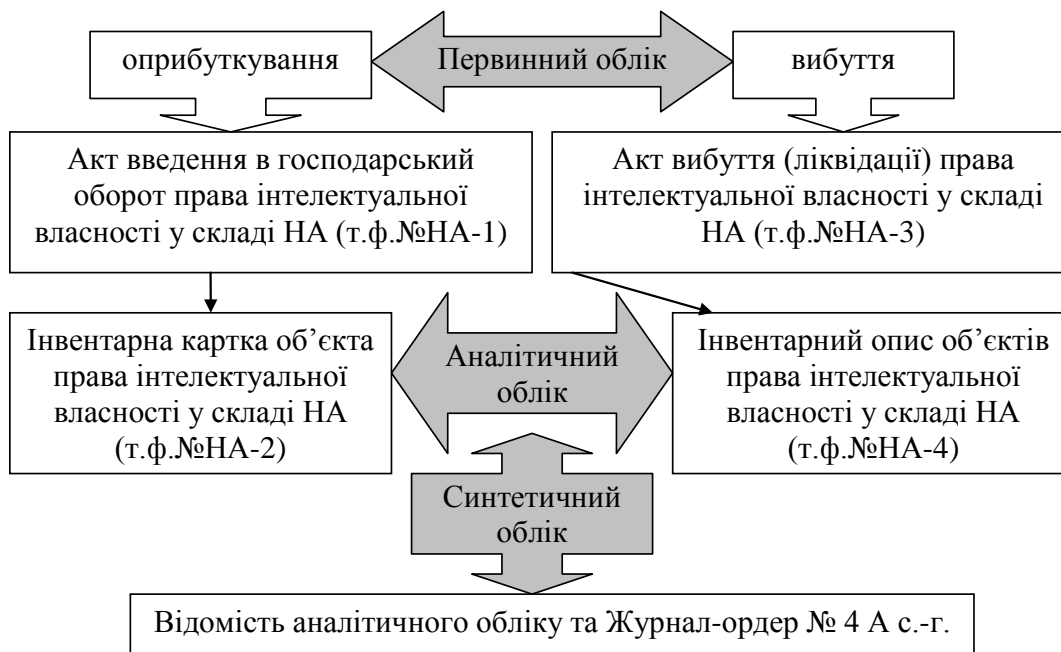 оприбуткування
Первинний облік
вибуття
Акт введення в господарський
оборот права інтелектуальної
власності у складі НА (т.ф.№НА-1)
Акт вибуття (ліквідації) права
інтелектуальної власності у складі
НА (т.ф.№НА-3)
Інвентарна картка об’єкта
права інтелектуальної
власності у складі НА
(т.ф.№НА-2)
Аналітичний
облік
Інвентарний опис об’єктів
права інтелектуальної
власності у складі НА
(т.ф.№НА-4)
Синтетичний
облік
Відомість аналітичного обліку та Журнал-ордер № 4 А с.-г.